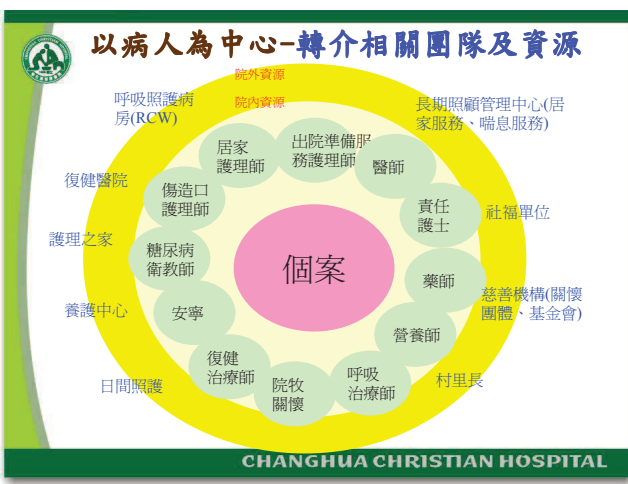 以病人為中心-轉介相關團隊及資源
院外資源
院內資源
呼吸照護病
房(RCW)
長期照顧管理中心(居
家服務、喘息服務)
居家
護理師
出院準備服
務護理師
醫師
復健醫院
傷造口
護理師
責任
護士
社福單位
護理之家
糖尿病
衛教師
個案
藥師
慈善機構(關懷
團體、基金會)
養護中心
安寧
營養師
日間照護
復健
治療師
院牧
關懷
呼吸
治療師
村里長
CHANGHUA CHRISTIAN HOSPITAL